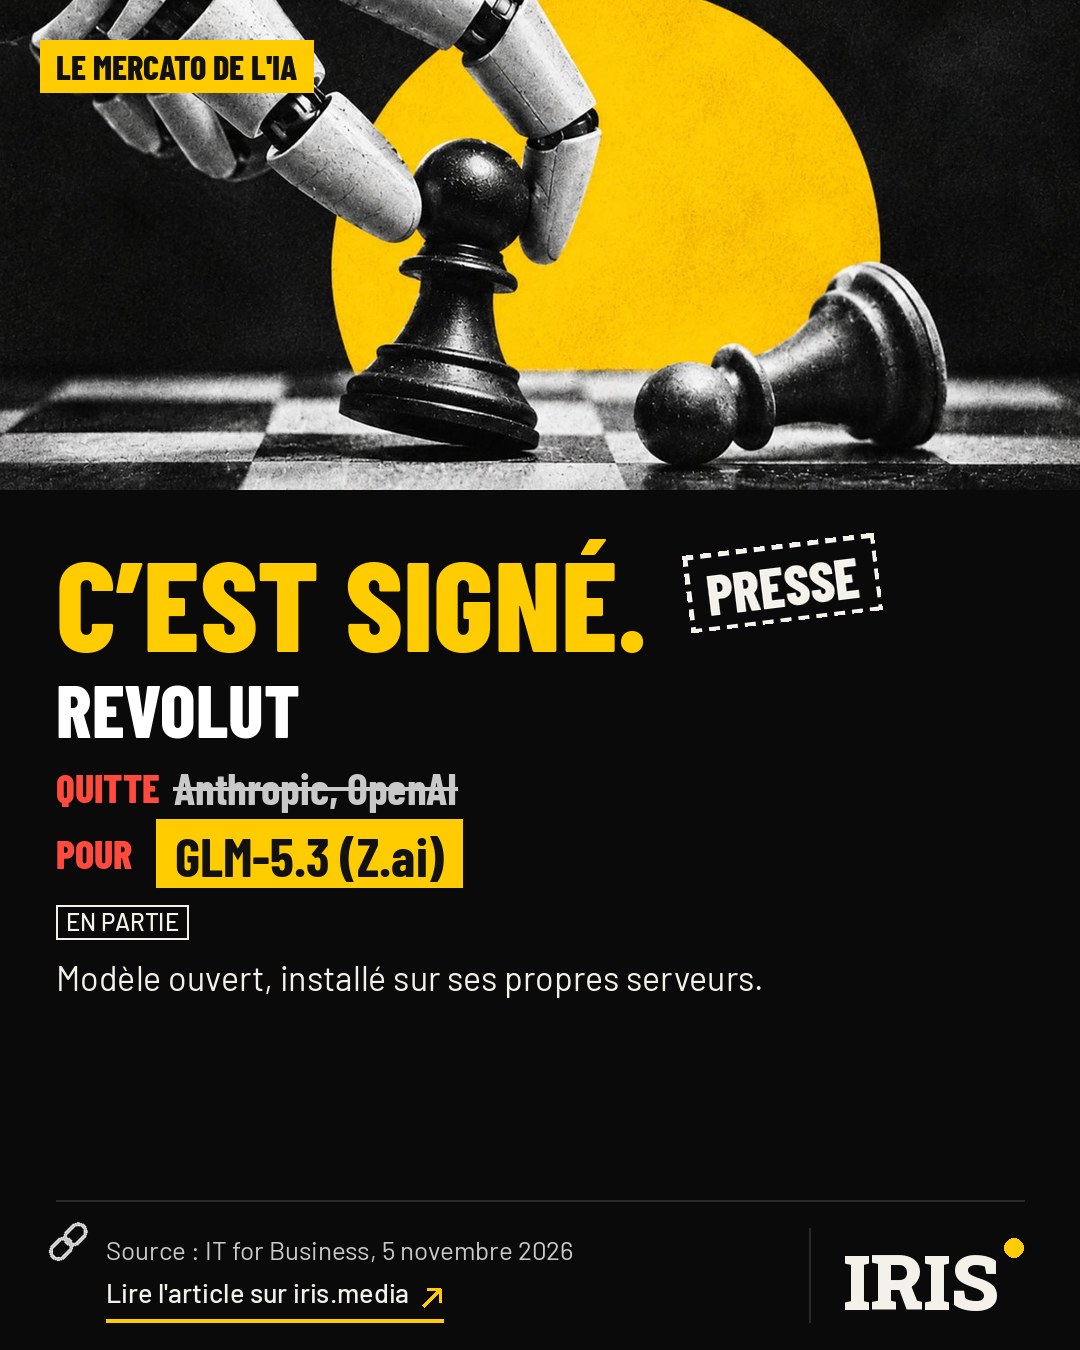 LE MERCATO DE L'IA
C’EST SIGNÉ.
PRESSE
REVOLUT
QUITTE Anthropic, OpenAI
POUR GLM-5.3 (Z.ai)
EN PARTIE
Modèle ouvert, installé sur ses propres serveurs.
Source : IT for Business, 5 novembre 2026
Lire l'article sur iris.media
IRIS